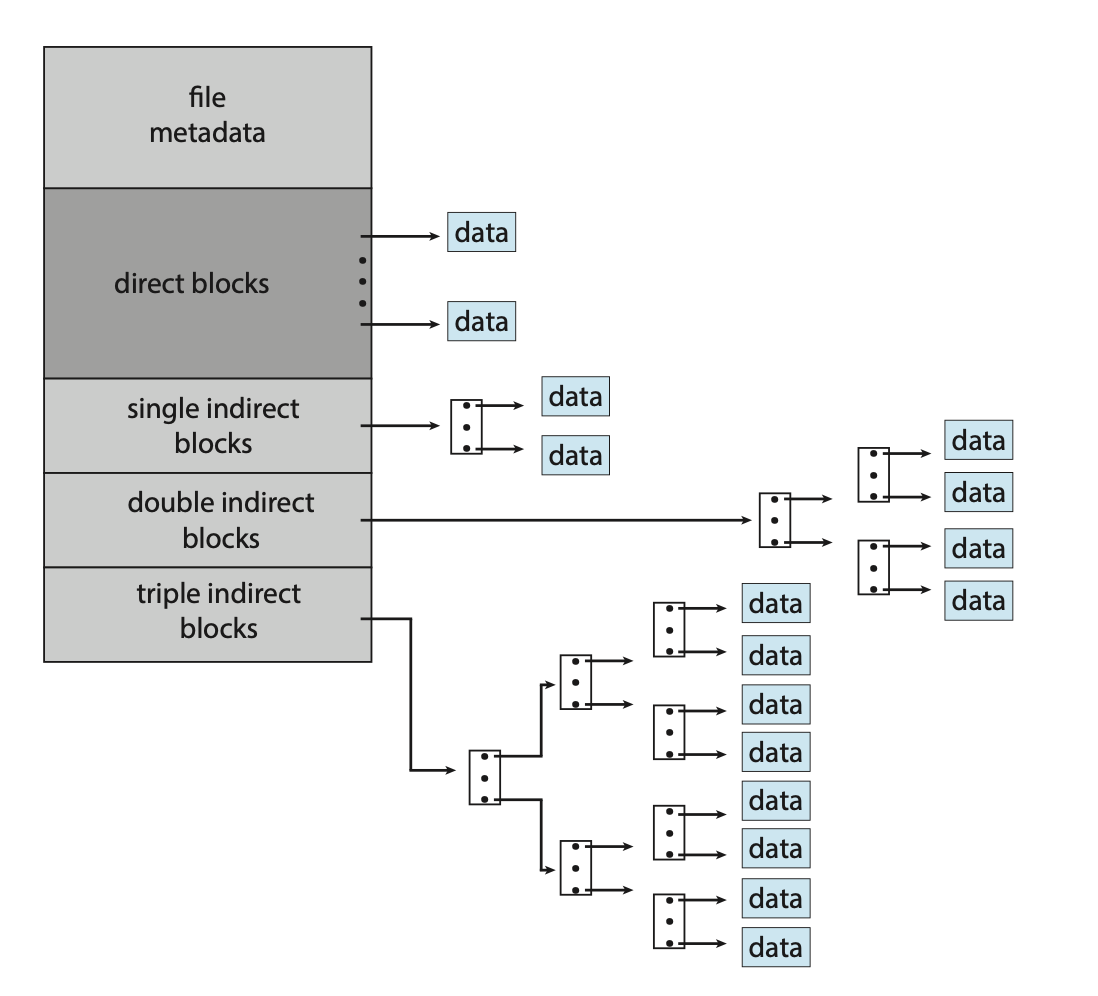 file
metadata
direct blocks
data
data
single indirect
blocks
data
data
double indirect
blocks
data
data
data
data
triple indirect
blocks
data
data
data
data
data
data
data
data